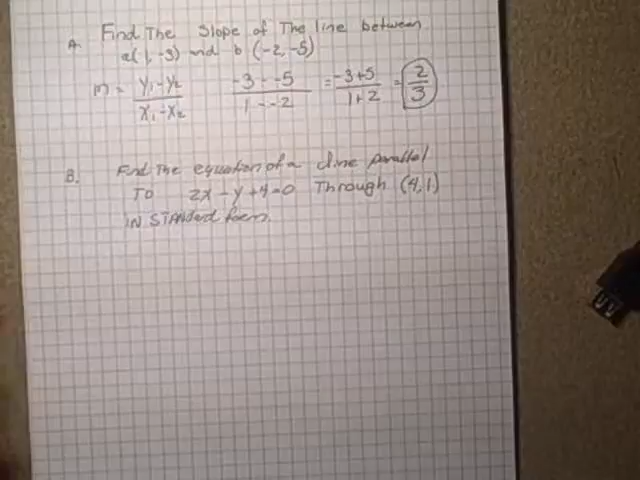 A. Find The Slope of The line between
a(1, -3) and b (-2, -5)
m = y₁-y₂ / x₁-x₂   -3 - -5 / 1 - -2 = -3+5 / 1+2 = 2/3
B. Find The equation of a line parallel
TO 2x - y + 4 = 0 Through (4, 1)
IN STANdard form.